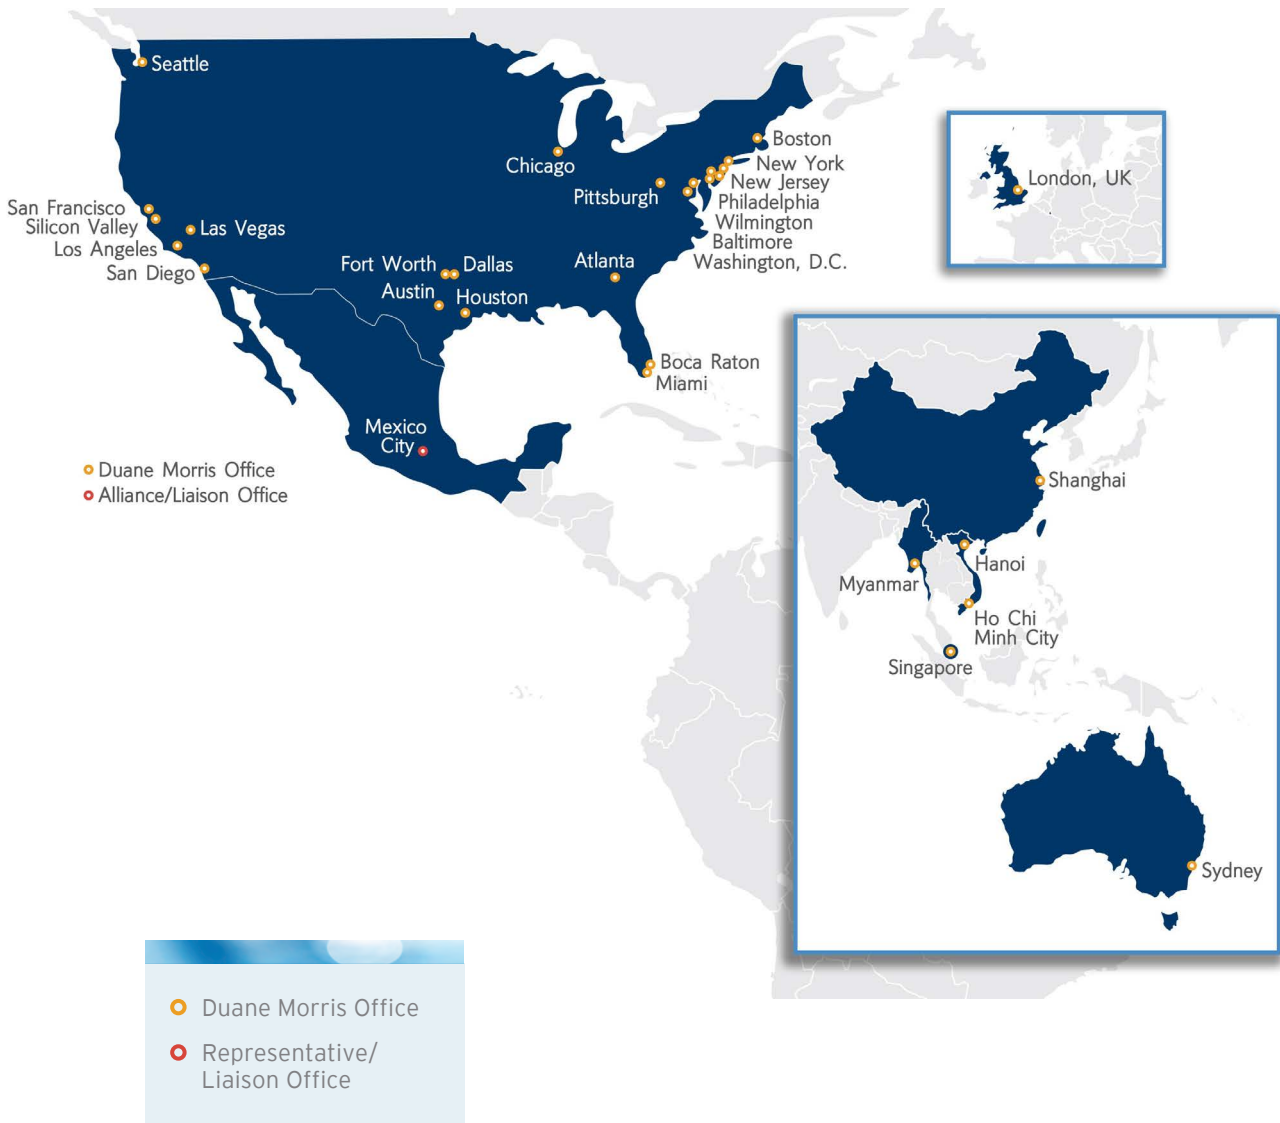 Seattle
Boston
Chicago
New York
New Jersey
Pittsburgh
Philadelphia
Wilmington
Baltimore
Washington, D.C.
San Francisco
Silicon Valley
Las Vegas
Los Angeles
San Diego
Fort Worth
Dallas
Atlanta
Austin
Houston
Boca Raton
Miami
Mexico
City
Duane Morris Office
Alliance/Liaison Office
London, UK
Shanghai
Hanoi
Myanmar
Ho Chi
Minh City
Singapore
Sydney
Duane Morris Office
Representative/
Liaison Office